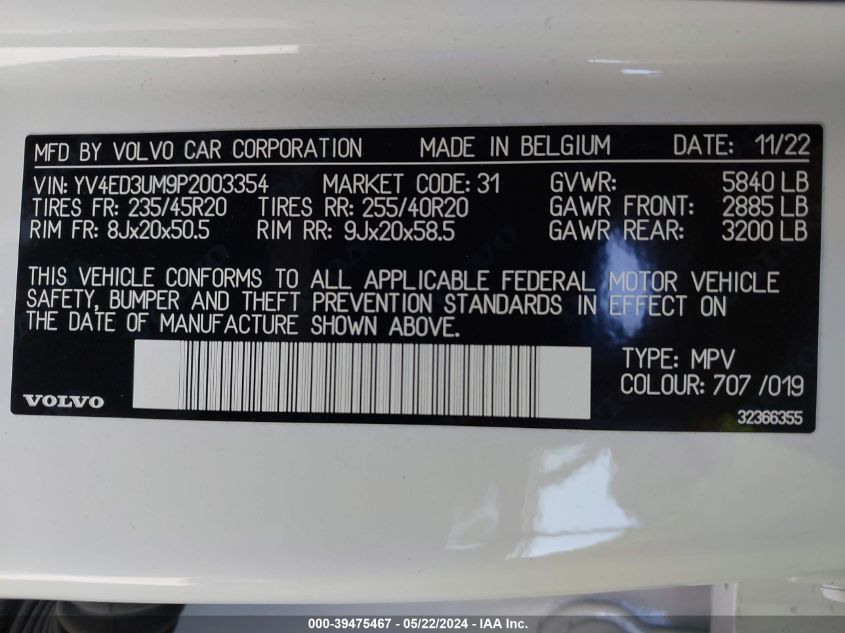 MFD BY VOLVO CAR CORPORATION MADE IN BELGIUM DATE: 11/22
VIN: YV4ED3UM9P2003354 MARKET CODE: 31 GVWR: 5840 LB
TIRES FR: 235/45R20 TIRES RR: 255/40R20 GAWR FRONT: 2885 LB
RIM FR: 8Jx20x50.5 RIM RR: 9Jx20x58.5 GAWR REAR: 3200 LB
THIS VEHICLE CONFORMS TO ALL APPLICABLE FEDERAL MOTOR VEHICLE
SAFETY, BUMPER AND THEFT PREVENTION STANDARDS IN EFFECT ON
THE DATE OF MANUFACTURE SHOWN ABOVE.
TYPE: MPV
COLOUR: 707 /019
VOLVO
32366355
000-39475467 - 05/22/2024 - IAA Inc.